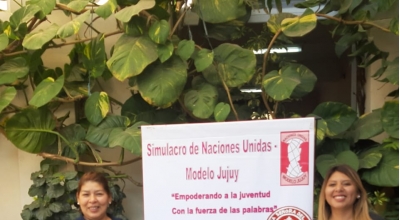 Simulacro de Naciones Unidas -
Modelo Jujuy
"Empoderando a la juventud
Con la fuerza de las palabras"